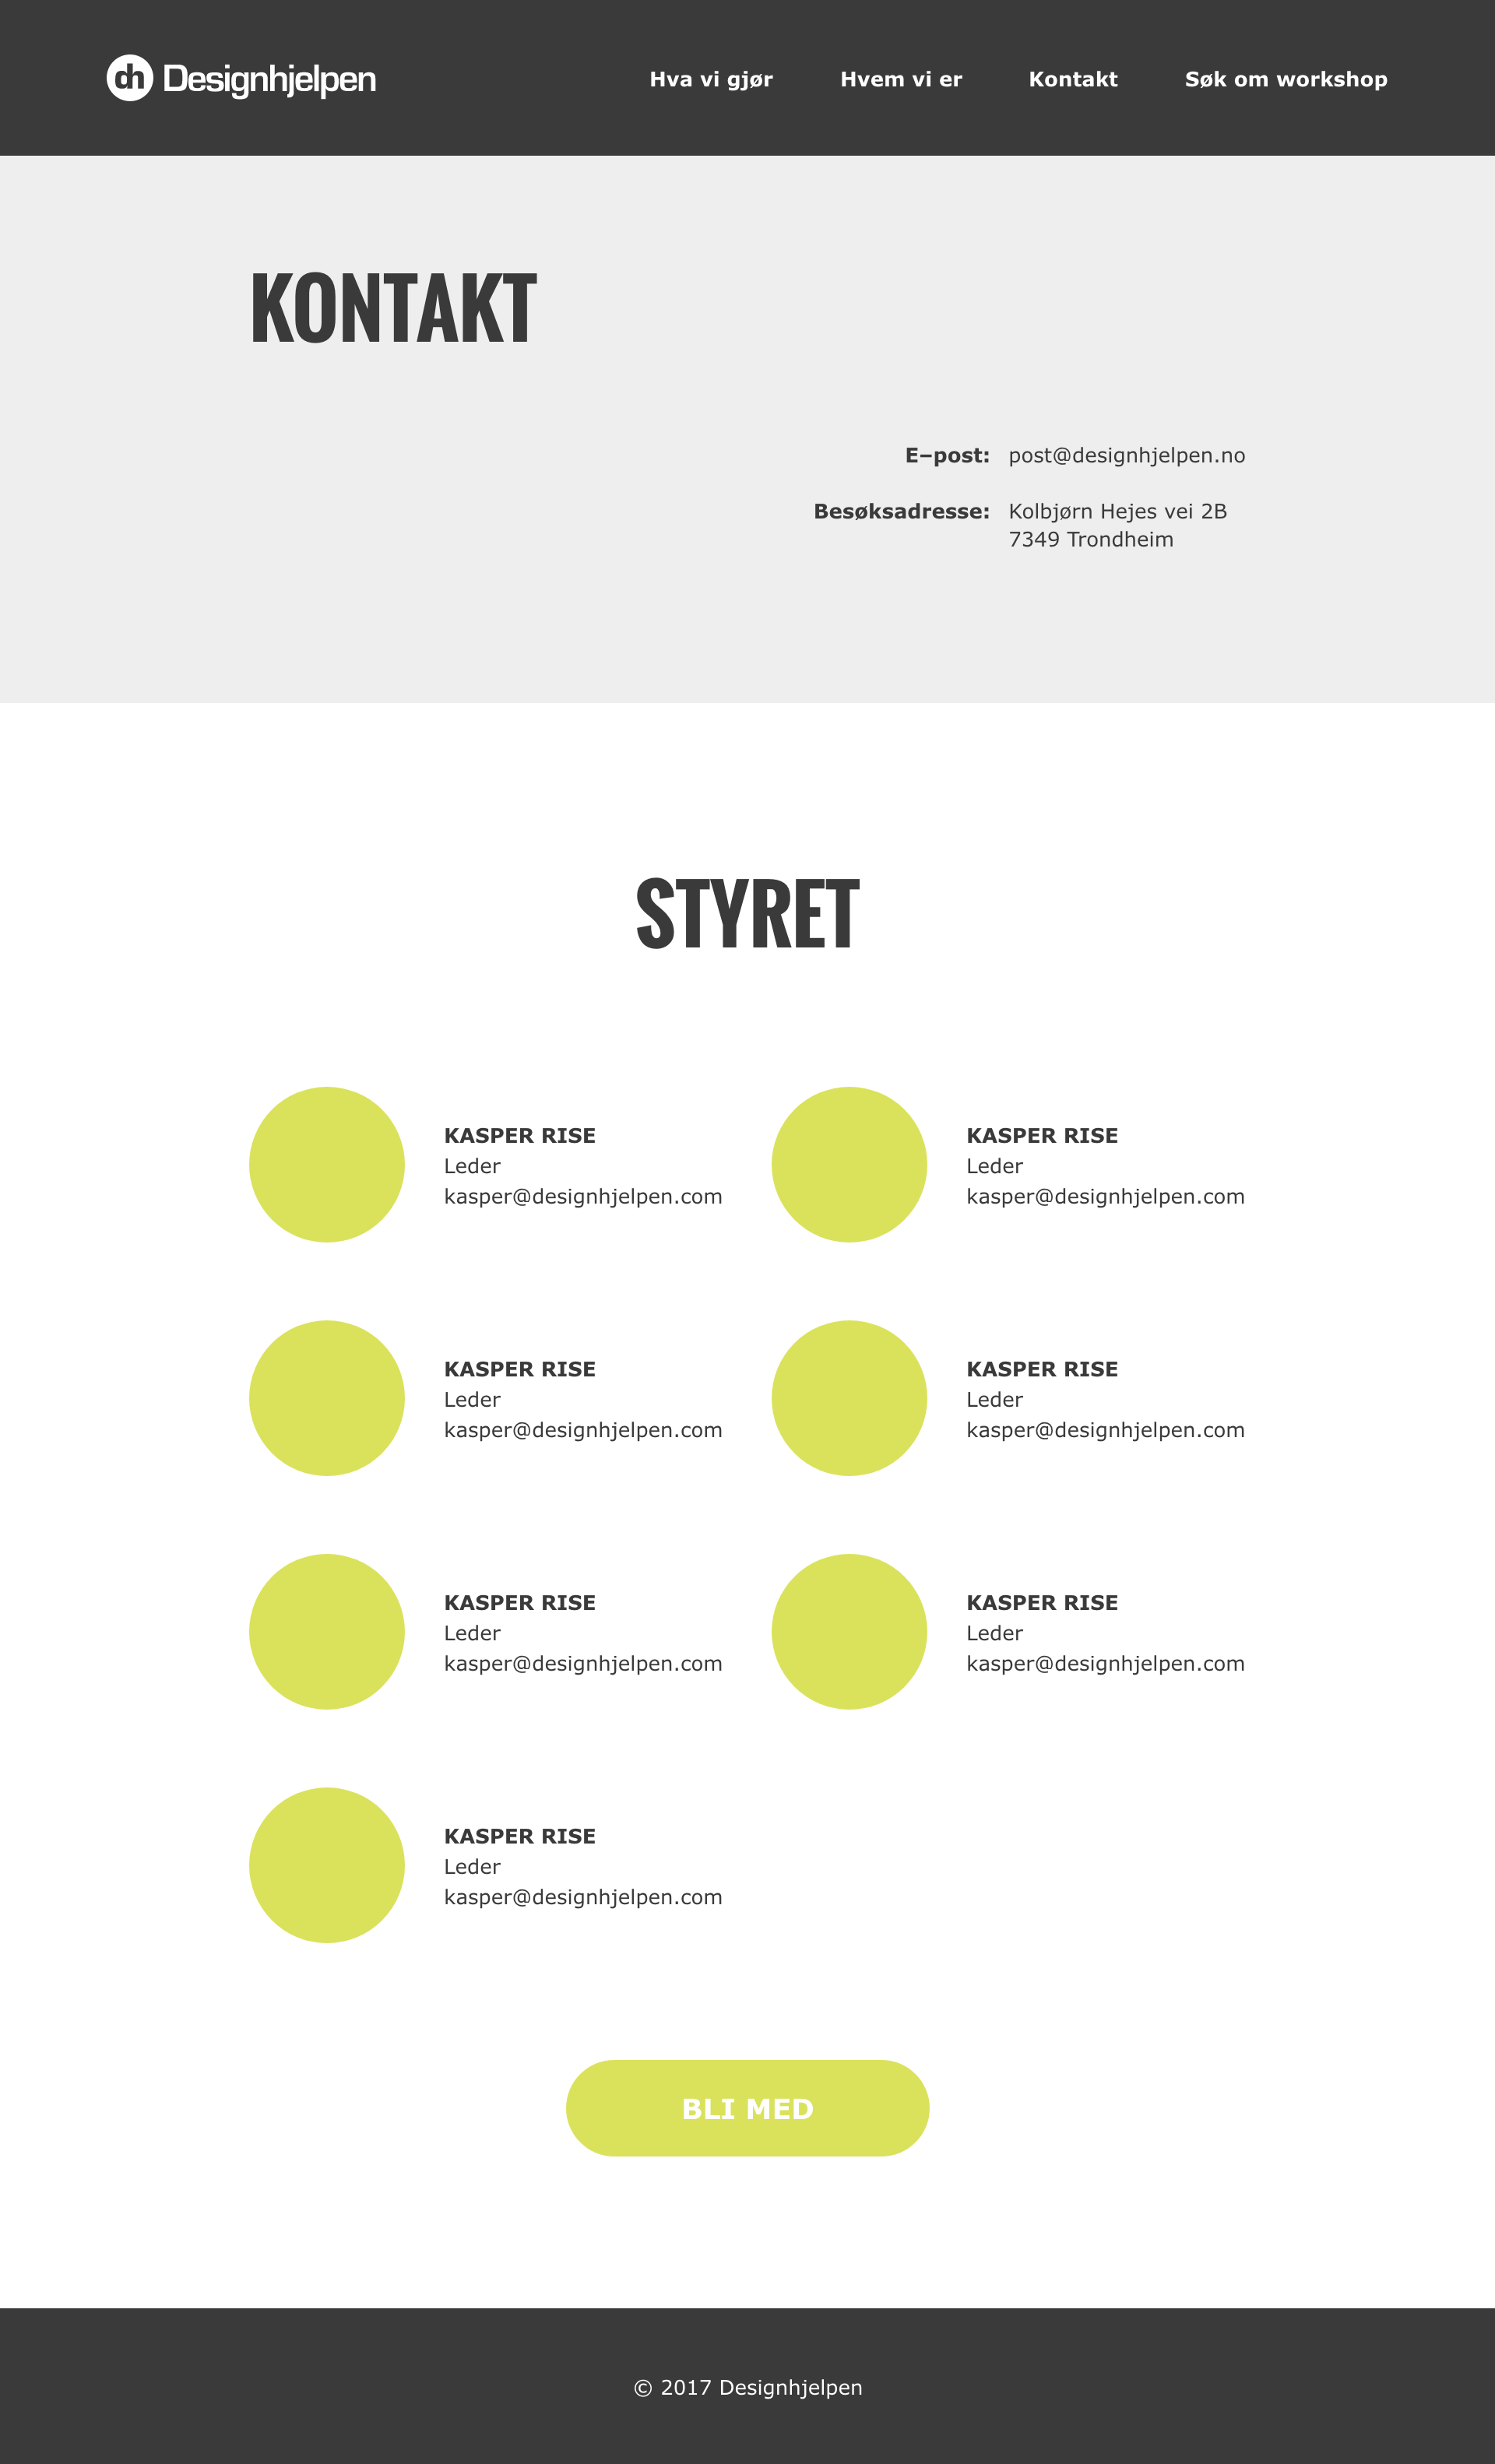 dh Designhjelpen
Hva vi gjør Hvem vi er Kontakt Søk om workshop
KONTAKT
E–post: post@designhjelpen.no
Besøksadresse: Kolbjørn Hejes vei 2B
7349 Trondheim
STYRET
KASPER RISE
Leder
kasper@designhjelpen.com
KASPER RISE
Leder
kasper@designhjelpen.com
KASPER RISE
Leder
kasper@designhjelpen.com
KASPER RISE
Leder
kasper@designhjelpen.com
KASPER RISE
Leder
kasper@designhjelpen.com
KASPER RISE
Leder
kasper@designhjelpen.com
KASPER RISE
Leder
kasper@designhjelpen.com
BLI MED
© 2017 Designhjelpen